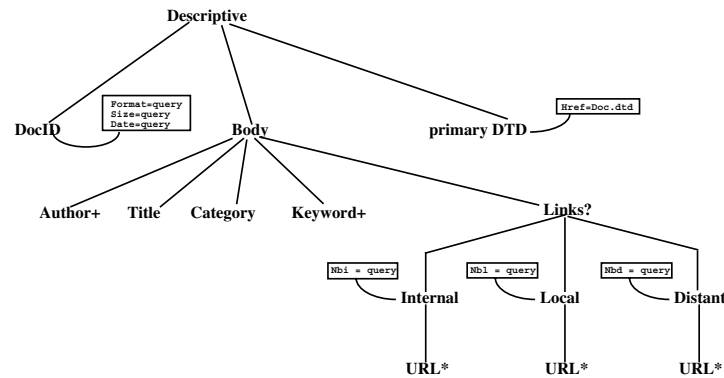 Descriptive
Format=query
Size=query
Date=query
Href=Doc.dtd
DocID
Body
primary DTD
Author+
Title
Category
Keyword+
Links?
Nbi = query
Nbl = query
Nbd = query
Internal
Local
Distant
URL*
URL*
URL*